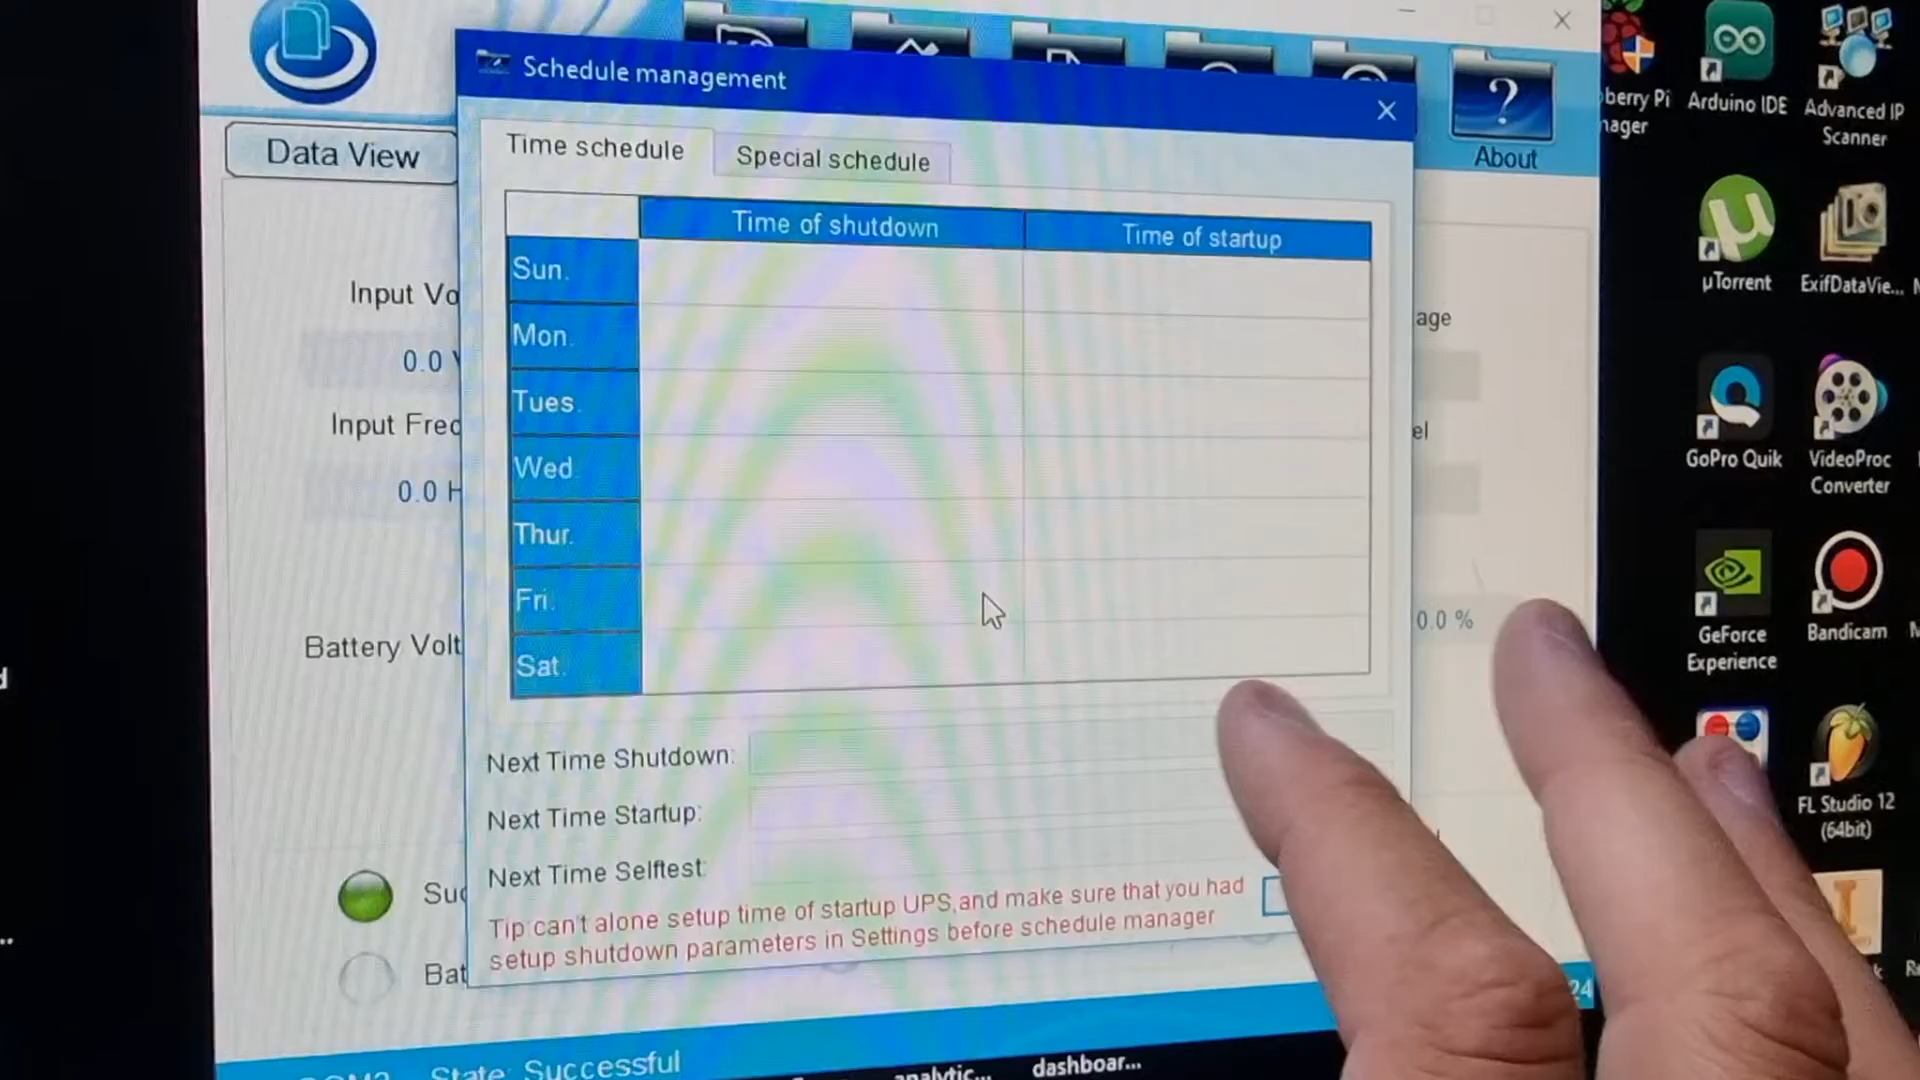 Schedule management
About
Data View
Time schedule
Special schedule
Time of shutdown
Time of startup
Sun.
Mon.
Tues.
Wed.
Thur.
Fri.
Sat.
Input Vo
0.0 V
Input Freq
0.0 H
Battery Volt
age
el
0.0 %
Next Time Shutdown:
Next Time Startup:
Next Time Selftest:
Tip:can't alone setup time of startup UPS,and make sure that you had
setup shutdown parameters in Settings before schedule manager
Suc
Bat
24
State: Successful
analytic...
dashboar...
berry Pi
nager
Arduino IDE
Advanced IP
Scanner
µTorrent
ExifDataVie...
GoPro Quik
VideoProc
Converter
GeForce
Experience
Bandicam
FL Studio 12
(64bit)